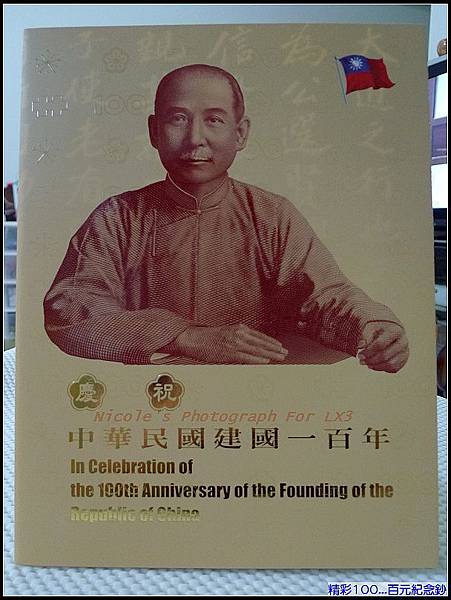 慶祝
Nicole's Photograph For LX3
中華民國建國一百年
In Celebration of
the 100th Anniversary of the Founding of the
Republic of China
精彩100...百元紀念鈔